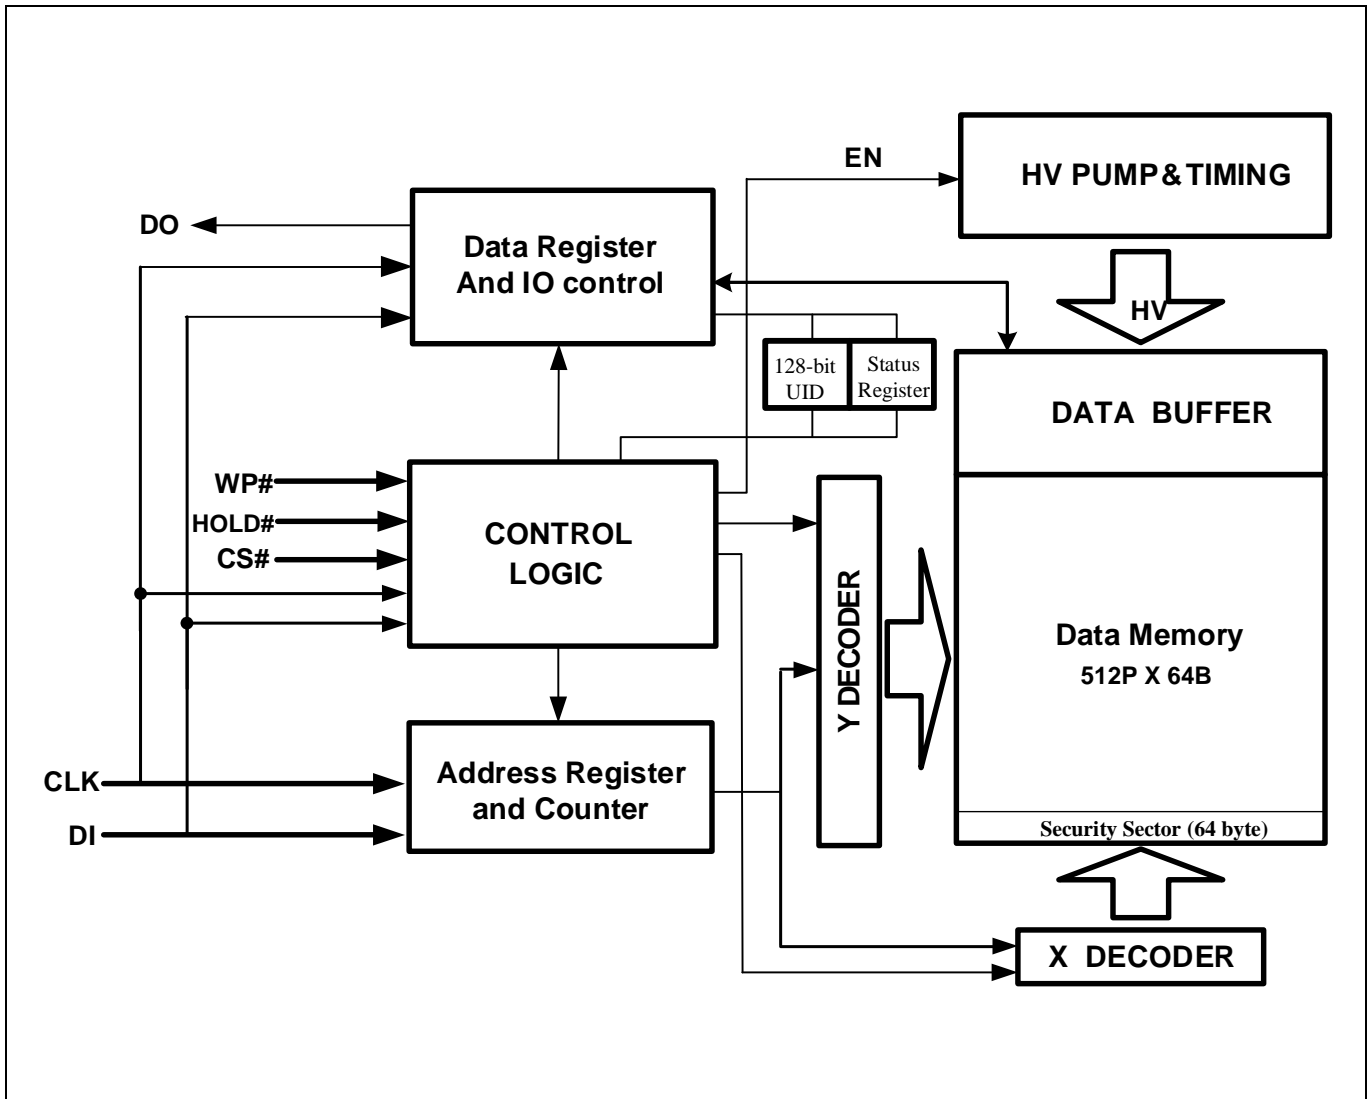 EN
HV PUMP&TIMING
DO
Data Register
And IO control
HV
128-bit
UID
Status
Register
DATA BUFFER
WP#
HOLD#
CS#
CONTROL
LOGIC
Y DECODER
Data Memory
512P X 64B
CLK
DI
Address Register
and Counter
Security Sector (64 byte)
X DECODER